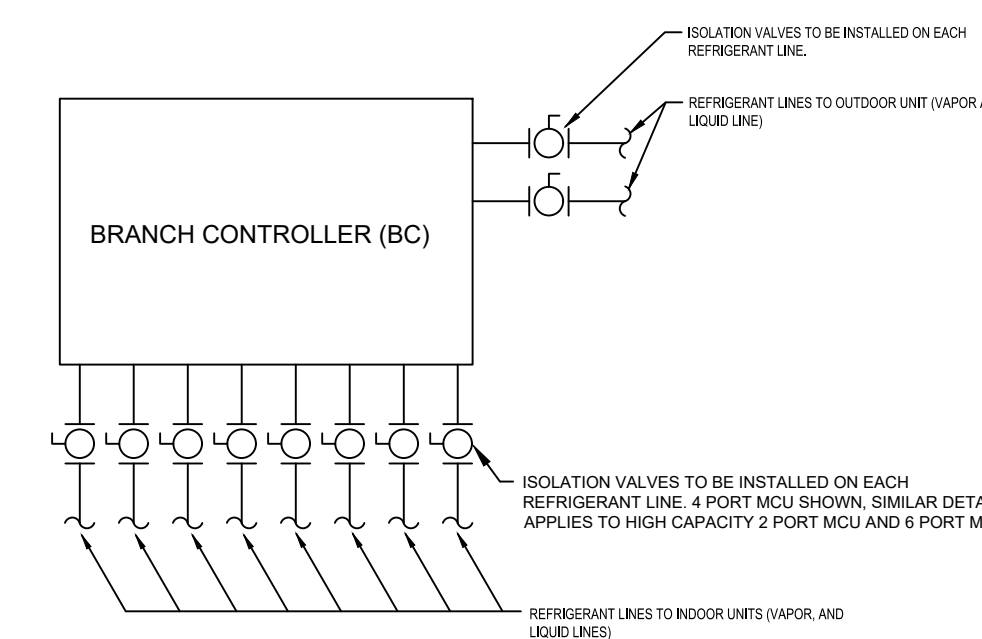 ISOLATION VALVES TO BE INSTALLED ON EACH
REFRIGERANT LINE.
REFRIGERANT LINES TO OUTDOOR UNIT (VAPOR
LIQUID LINE)
BRANCH CONTROLLER (BC)
ISOLATION VALVES TO BE INSTALLED ON EACH
REFRIGERANT LINE. 4 PORT MCU SHOWN, SIMILAR
APPLIES TO HIGH CAPACITY 2 PORT MCU AND 6 PORT
REFRIGERANT LINES TO INDOOR UNITS (VAPOR, AND
LIQUID LINES)